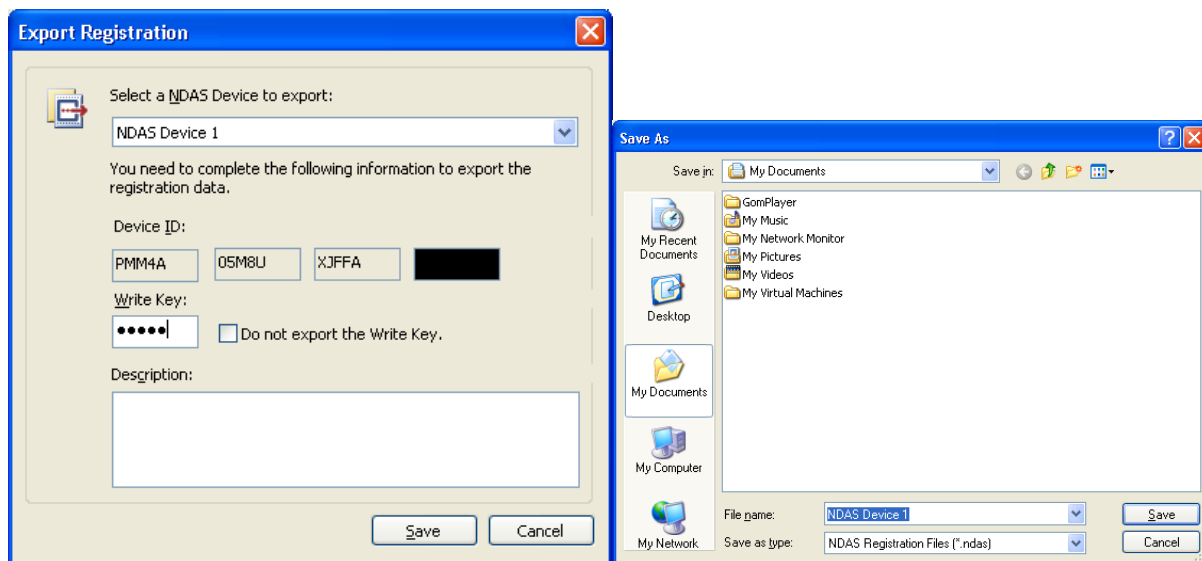 Export Registration
Select a NDAS Device to export:
NDAS Device 1
You need to complete the following information to export the
registration data.
Device ID:
PMM4A 05M8U XJFFA
Write Key:
•••••
Do not export the Write Key.
Description:
Save Cancel
Save As
Save in: My Documents
My Recent
Documents
Desktop
My Documents
My Computer
My Network
GomPlayer
My Music
My Network Monitor
My Pictures
My Videos
My Virtual Machines
File name: NDAS Device 1 Save
Save as type: NDAS Registration Files (*.ndas) Cancel